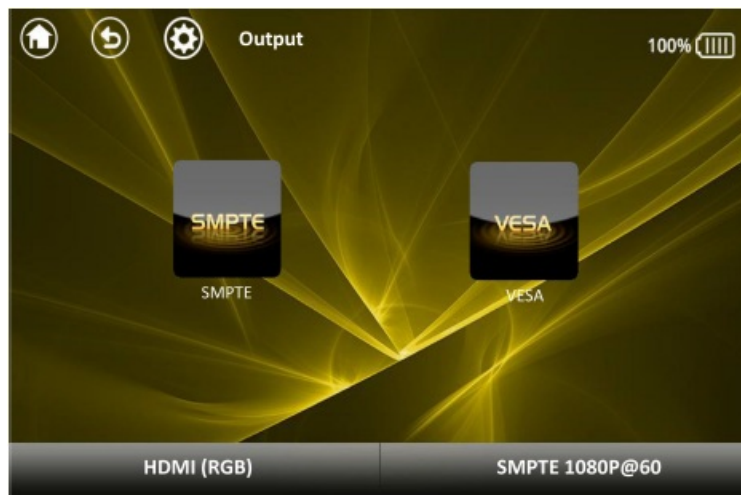 Output
100%
SMPTE
VESA
SMPTE
VESA
HDMI (RGB)
SMPTE 1080P@60